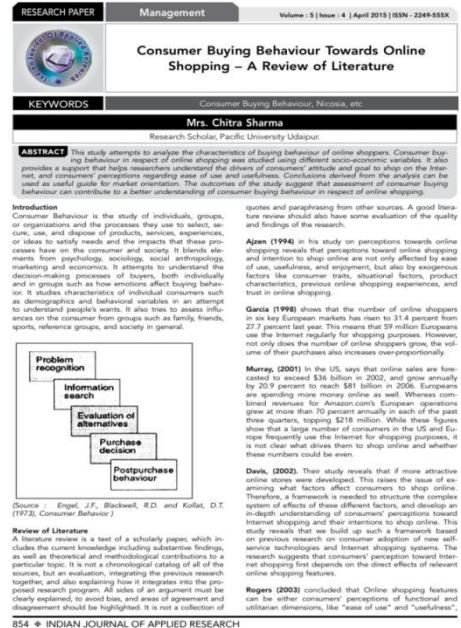 RESEARCH PAPER
Management
Volume : 5 | Issue : 4 | April 2015 | ISSN - 2249-555X
Consumer Buying Behaviour Towards Online
Shopping – A Review of Literature
KEYWORDS
Consumer Buying Behaviour, Nicosia, etc
Mrs. Chitra Sharma
Research Scholar, Pacific University Udaipur.
ABSTRACT This study attempts to analyze the characteristics of buying behaviour of online shoppers. Consumer buy-
ing behaviour in respect of online shopping was studied using different socio-economic variables. It also
provides a support that helps researchers understand the drivers of consumers' attitude and goal to shop on the Inter-
net, and consumers' perceptions regarding ease of use and usefulness. Conclusions derived from the analysis can be
used as useful guide for market orientation. The outcomes of the study suggest that assessment of consumer buying
behaviour can contribute to a better understanding of consumer buying behaviour in respect of online shopping.
Introduction
Consumer Behaviour is the study of individuals, groups,
or organizations and the processes they use to select, se-
cure, use, and dispose of products, services, experiences,
or ideas to satisfy needs and the impacts that these pro-
cesses have on the consumer and society. It blends ele-
ments from psychology, sociology, social anthropology,
marketing and economics. It attempts to understand the
decision-making processes of buyers, both individually
and in groups such as how emotions affect buying behav-
ior. It studies characteristics of individual consumers such
as demographics and behavioral variables in an attempt
to understand people's wants. It also tries to assess influ-
ences on the consumer from groups such as family, friends,
sports, reference groups, and society in general.
Problem
recognition
Information
search
Evaluation of
alternatives
Purchase
decision
Postpurchase
behaviour
(Source : Engel, J.F., Blackwell, R.D. and Kollat, D.T.
(1973), Consumer Behavior )
Review of Literature
A literature review is a text of a scholarly paper, which in-
cludes the current knowledge including substantive findings,
as well as theoretical and methodological contributions to a
particular topic. It is not a chronological catalog of all of the
sources, but an evaluation, integrating the previous research
together, and also explaining how it integrates into the pro-
posed research program. All sides of an argument must be
clearly explained, to avoid bias, and areas of agreement and
disagreement should be highlighted. It is not a collection of
quotes and paraphrasing from other sources. A good litera-
ture review should also have some evaluation of the quality
and findings of the research.
Ajzen (1994) in his study on perceptions towards online
shopping reveals that perceptions toward online shopping
and intention to shop online are not only affected by ease
of use, usefulness, and enjoyment, but also by exogenous
factors like consumer traits, situational factors, product
characteristics, previous online shopping experiences, and
trust in online shopping.
Garcia (1998) shows that the number of online shoppers
in six key European markets has risen to 31.4 percent from
27.7 percent last year. This means that 59 million Europeans
use the Internet regularly for shopping purposes. However,
not only does the number of online shoppers grow, the vol-
ume of their purchases also increases over-proportionally.
Murray, (2001) In the US, says that online sales are fore-
casted to exceed $36 billion in 2002, and grow annually
by 20.9 percent to reach $81 billion in 2006. Europeans
are spending more money online as well. Whereas com-
bined revenues for Amazon.com's European operations
grew at more than 70 percent annually in each of the past
three quarters, topping $218 million. While these figures
show that a large number of consumers in the US and Eu-
rope frequently use the Internet for shopping purposes, it
is not clear what drives them to shop online and whether
these numbers could be even.
Davis, (2002). Their study reveals that if more attractive
online stores were developed. This raises the issue of ex-
amining what factors affect consumers to shop online.
Therefore, a framework is needed to structure the complex
system of effects of these different factors, and develop an
in-depth understanding of consumers' perceptions toward
Internet shopping and their intentions to shop online. This
study reveals that we build up such a framework based
on previous research on consumer adoption of new self-
service technologies and Internet shopping systems. The
research suggests that consumers' perception toward Inter-
net shopping first depends on the direct effects of relevant
online shopping features.
Rogers (2003) concluded that Online shopping features
can be either consumers' perceptions of functional and
utilitarian dimensions, like "ease of use" and "usefulness",
854 ❖ INDIAN JOURNAL OF APPLIED RESEARCH